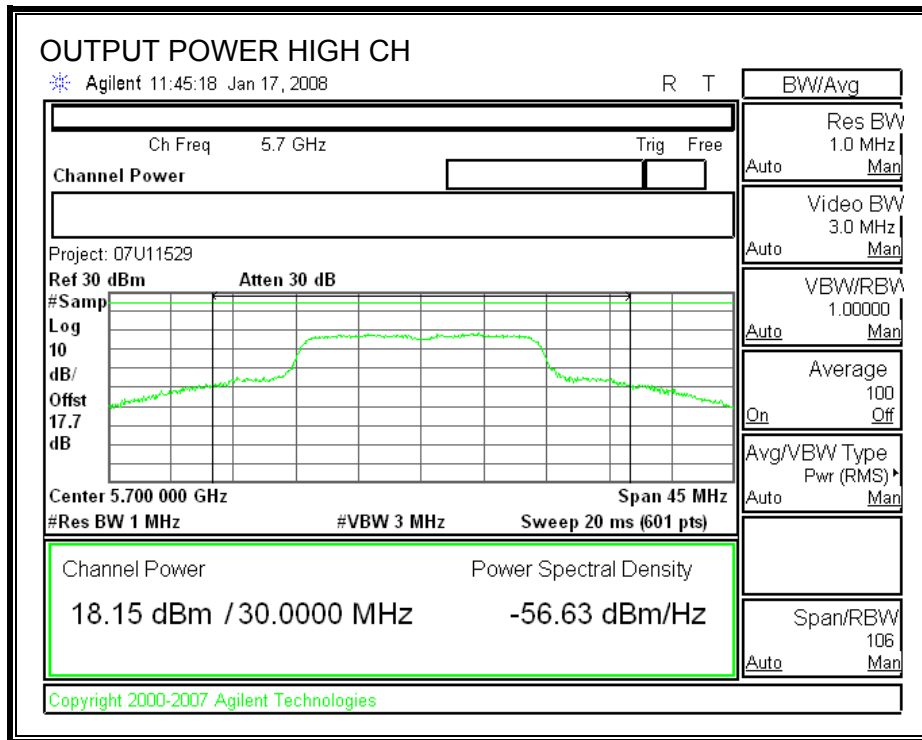 OUTPUT POWER HIGH CH
Agilent 11:45:18 Jan 17, 2008 R T
Ch Freq 5.7 GHz Trig Free
Channel Power
Project: 07U11529
Ref 30 dBm Atten 30 dB
#Samp
Log
10
dB/
Offst
17.7
dB
Center 5.700 000 GHz Span 45 MHz
#Res BW 1 MHz #VBW 3 MHz Sweep 20 ms (601 pts)
Channel Power Power Spectral Density
18.15 dBm / 30.0000 MHz -56.63 dBm/Hz
Copyright 2000-2007 Agilent Technologies
BW/Avg
Res BW
1.0 MHz
Auto Man
Video BW
3.0 MHz
Auto Man
VBW/RBW
1.00000
Auto Man
Average
100
On Off
Avg/VBW Type
Pwr (RMS)
Auto Man
Span/RBW
106
Auto Man